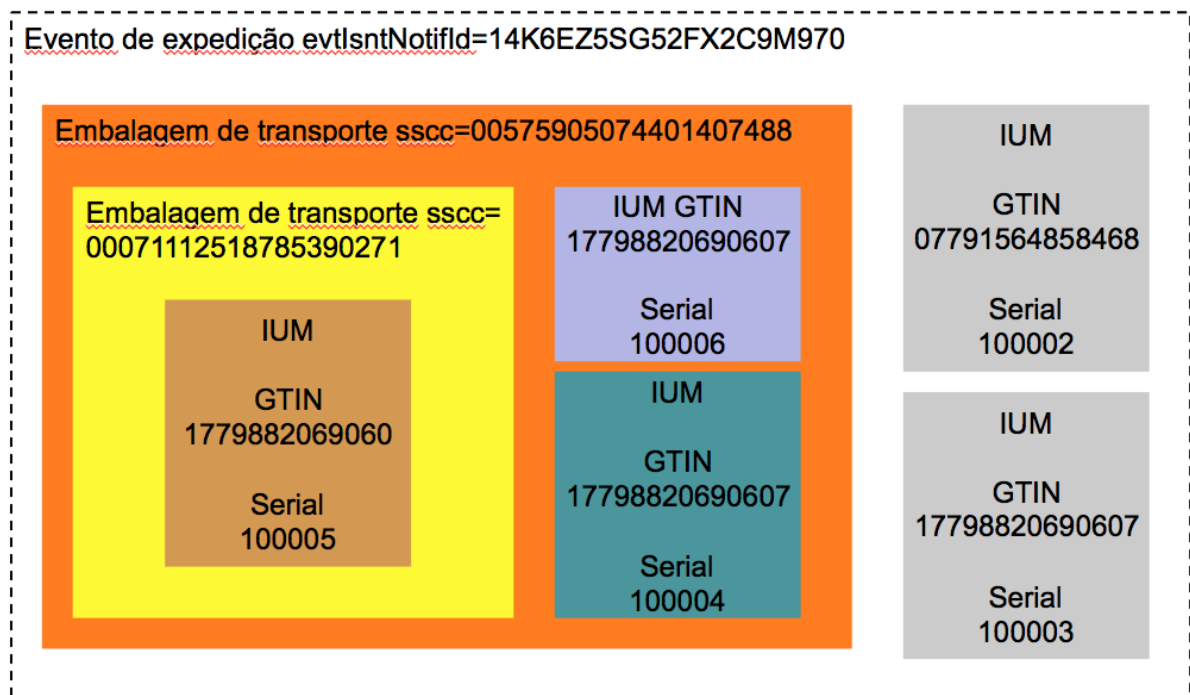 Evento de expedição evtIsntNotifId=14K6EZ5SG52FX2C9M970
Embalagem de transporte sscc=00575905074401407488
Embalagem de transporte sscc=
00071112518785390271
IUM
GTIN
1779882069060
Serial
100005
IUM GTIN
17798820690607
Serial
100006
IUM
GTIN
17798820690607
Serial
100004
IUM
GTIN
07791564858468
Serial
100002
IUM
GTIN
17798820690607
Serial
100003